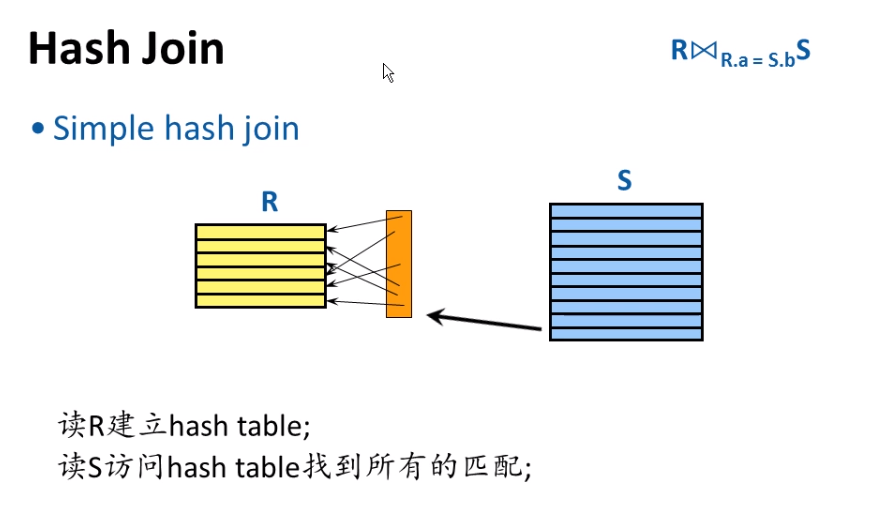 Hash Join
R⋈R.a = S.bS
• Simple hash join
R
S
读R建立hash table;
读S访问hash table找到所有的匹配;